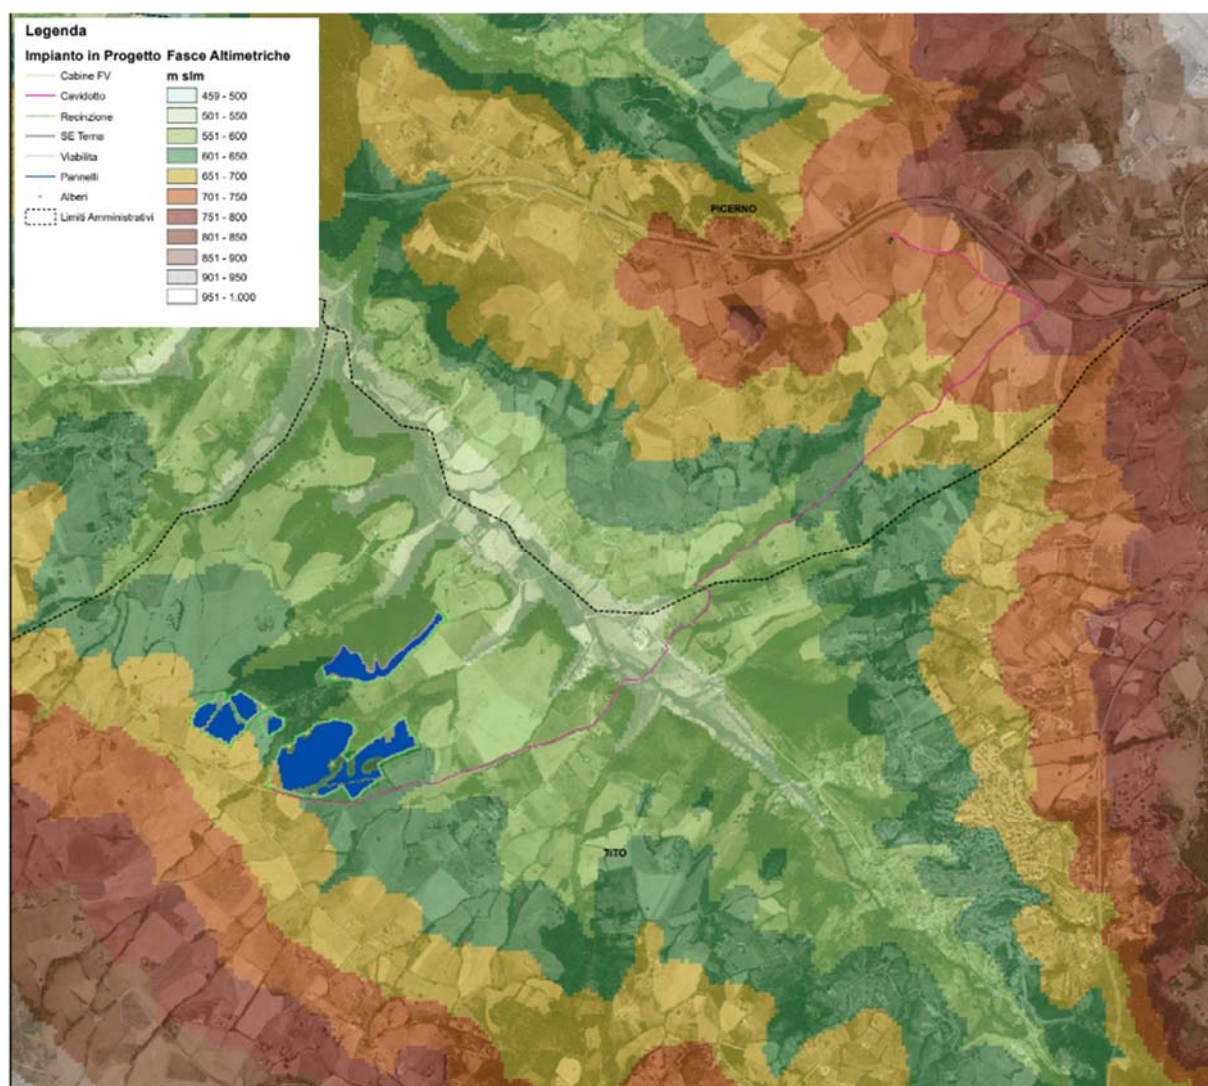 Legenda
Impianto in Progetto Fasce Altimetriche
Cabine FV m slm
Cavidotto 459 - 500
Recinzione 501 - 550
SE Terna 551 - 600
Viabilita 601 - 650
Pannelli 651 - 700
Alberi 701 - 750
Limiti Amministrativi 751 - 800
801 - 850
851 - 900
901 - 950
951 - 1.000
PICERNO
TITO